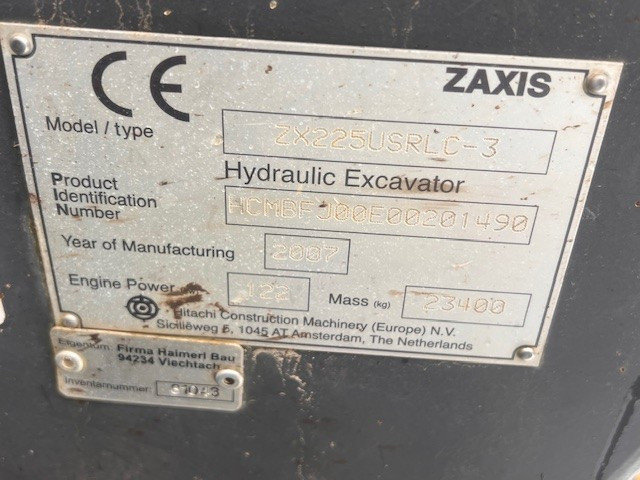 CE
ZAXIS
Model / type ZX225USRLC-3
Hydraulic Excavator
Product Identification Number HCMBFJ00E00201490
Year of Manufacturing 2007
Engine Power 122 Mass (kg) 23400
Hitachi Construction Machinery (Europe) N.V.
Siciliëweg 5, 1045 AT Amsterdam, The Netherlands
Eigentum: Firma Haimerl Bau
94234 Viechtach
Inventarnummer: